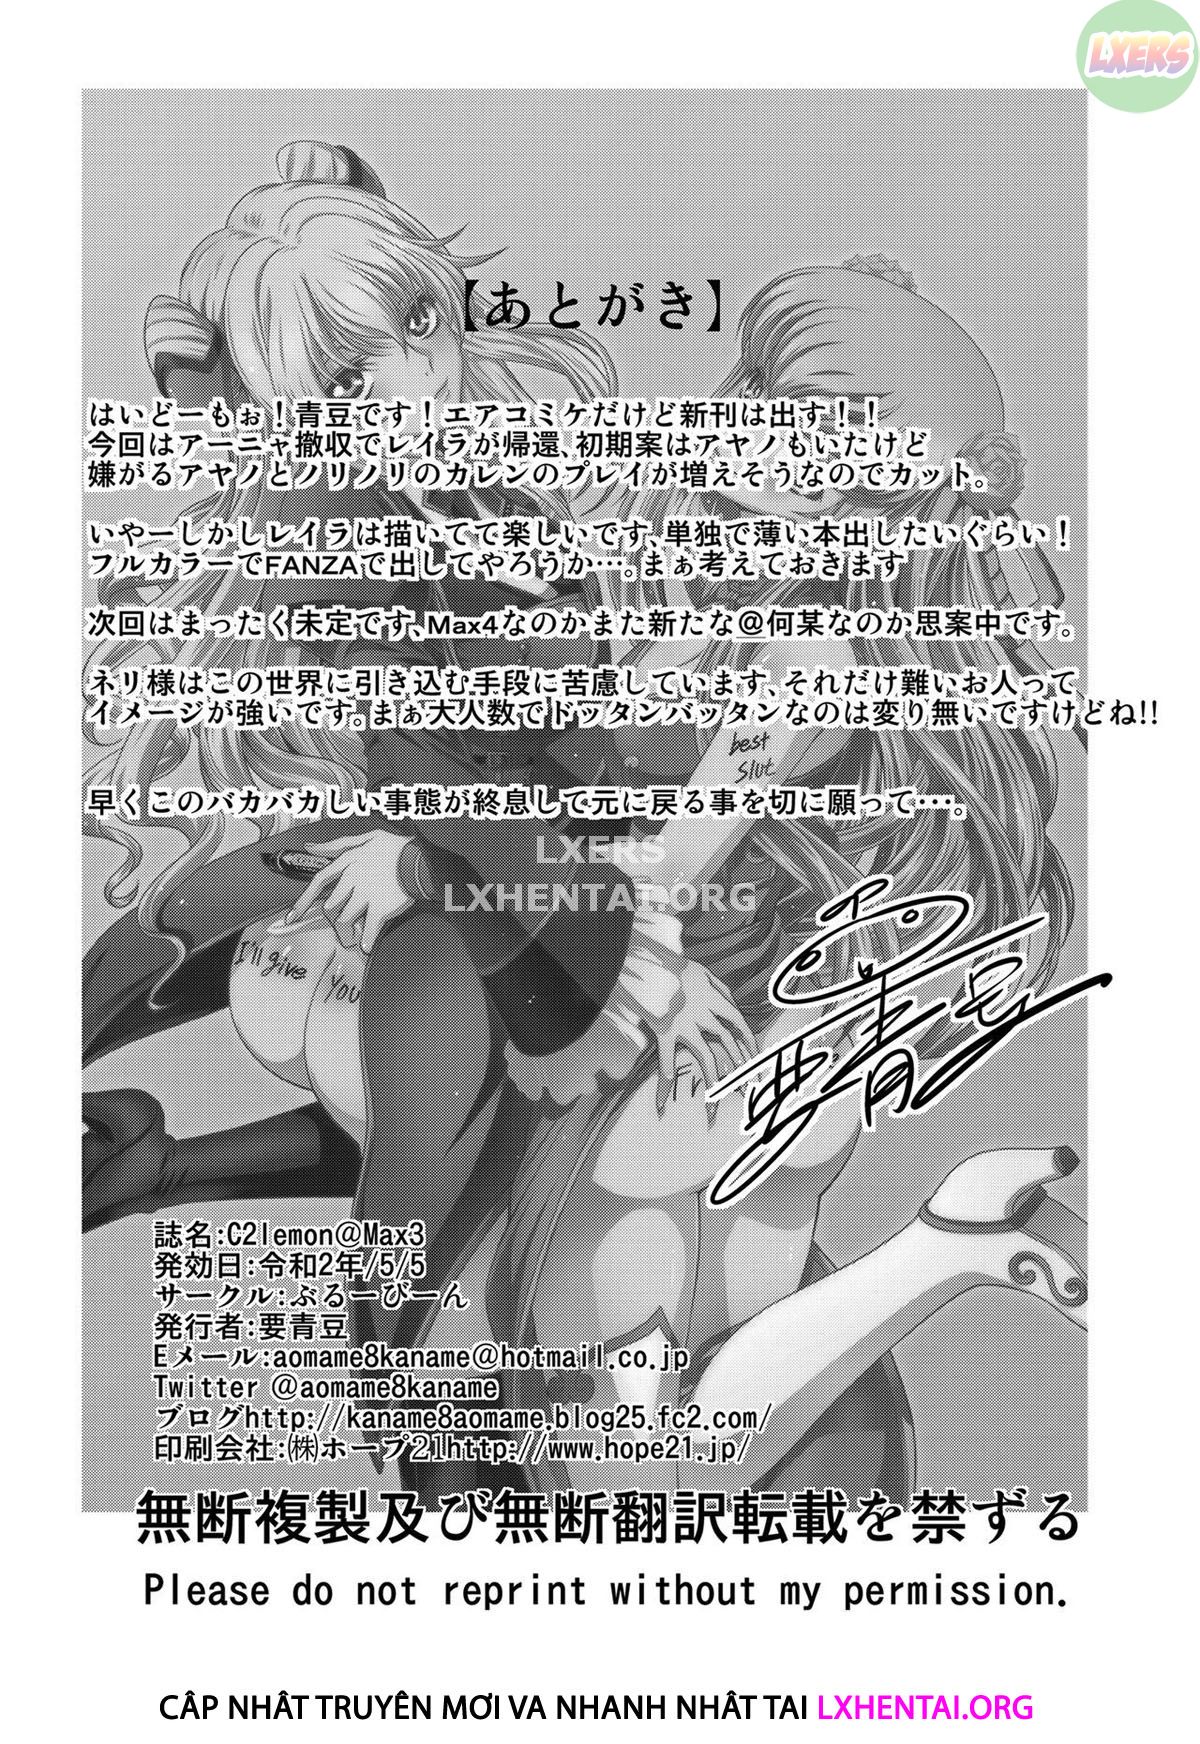 LXERS
【あとがき】
はいどーもぉ！青豆です！エアコミケだけど新刊は出す！！
今回はアーニャ撤収でレイラが帰還、初期案はアヤノもいたけど
嫌がるアヤノとノリノリのカレンのプレイが増えそうなのでカット。
いやーしかしレイラは描いてて楽しいです、単独で薄い本出したいぐらい！
フルカラーでFANZAで出してやろうか…。まぁ考えておきます
次回はまったく未定です、Max4なのかまた新たな@何某なのか思案中です。
ネリ様はこの世界に引き込む手段に苦慮しています、それだけ難いお人って
イメージが強いです。まぁ大人数でドッタンバッタンなのは変り無いですけどね!!
best
slut
早くこのバカバカしい事態が終息して元に戻る事を切に願って…。
LXERS
LXHENTAI.ORG
I'll give
You
Fr
要青豆
誌名:C2lemon@Max3
発効日:令和2年/5/5
サークル:ぶるーびーん
発行者:要青豆
Eメール:aomame8kaname@hotmail.co.jp
Twitter @aomame8kaname
ブログhttp://kaname8aomame.blog25.fc2.com/
印刷会社:㈱ホープ21http://www.hope21.jp/
無断複製及び無断翻訳転載を禁ずる
Please do not reprint without my permission.
CÂP NHÂT TRUYÊN MƠI VA NHANH NHÂT TAI LXHENTAI.ORG